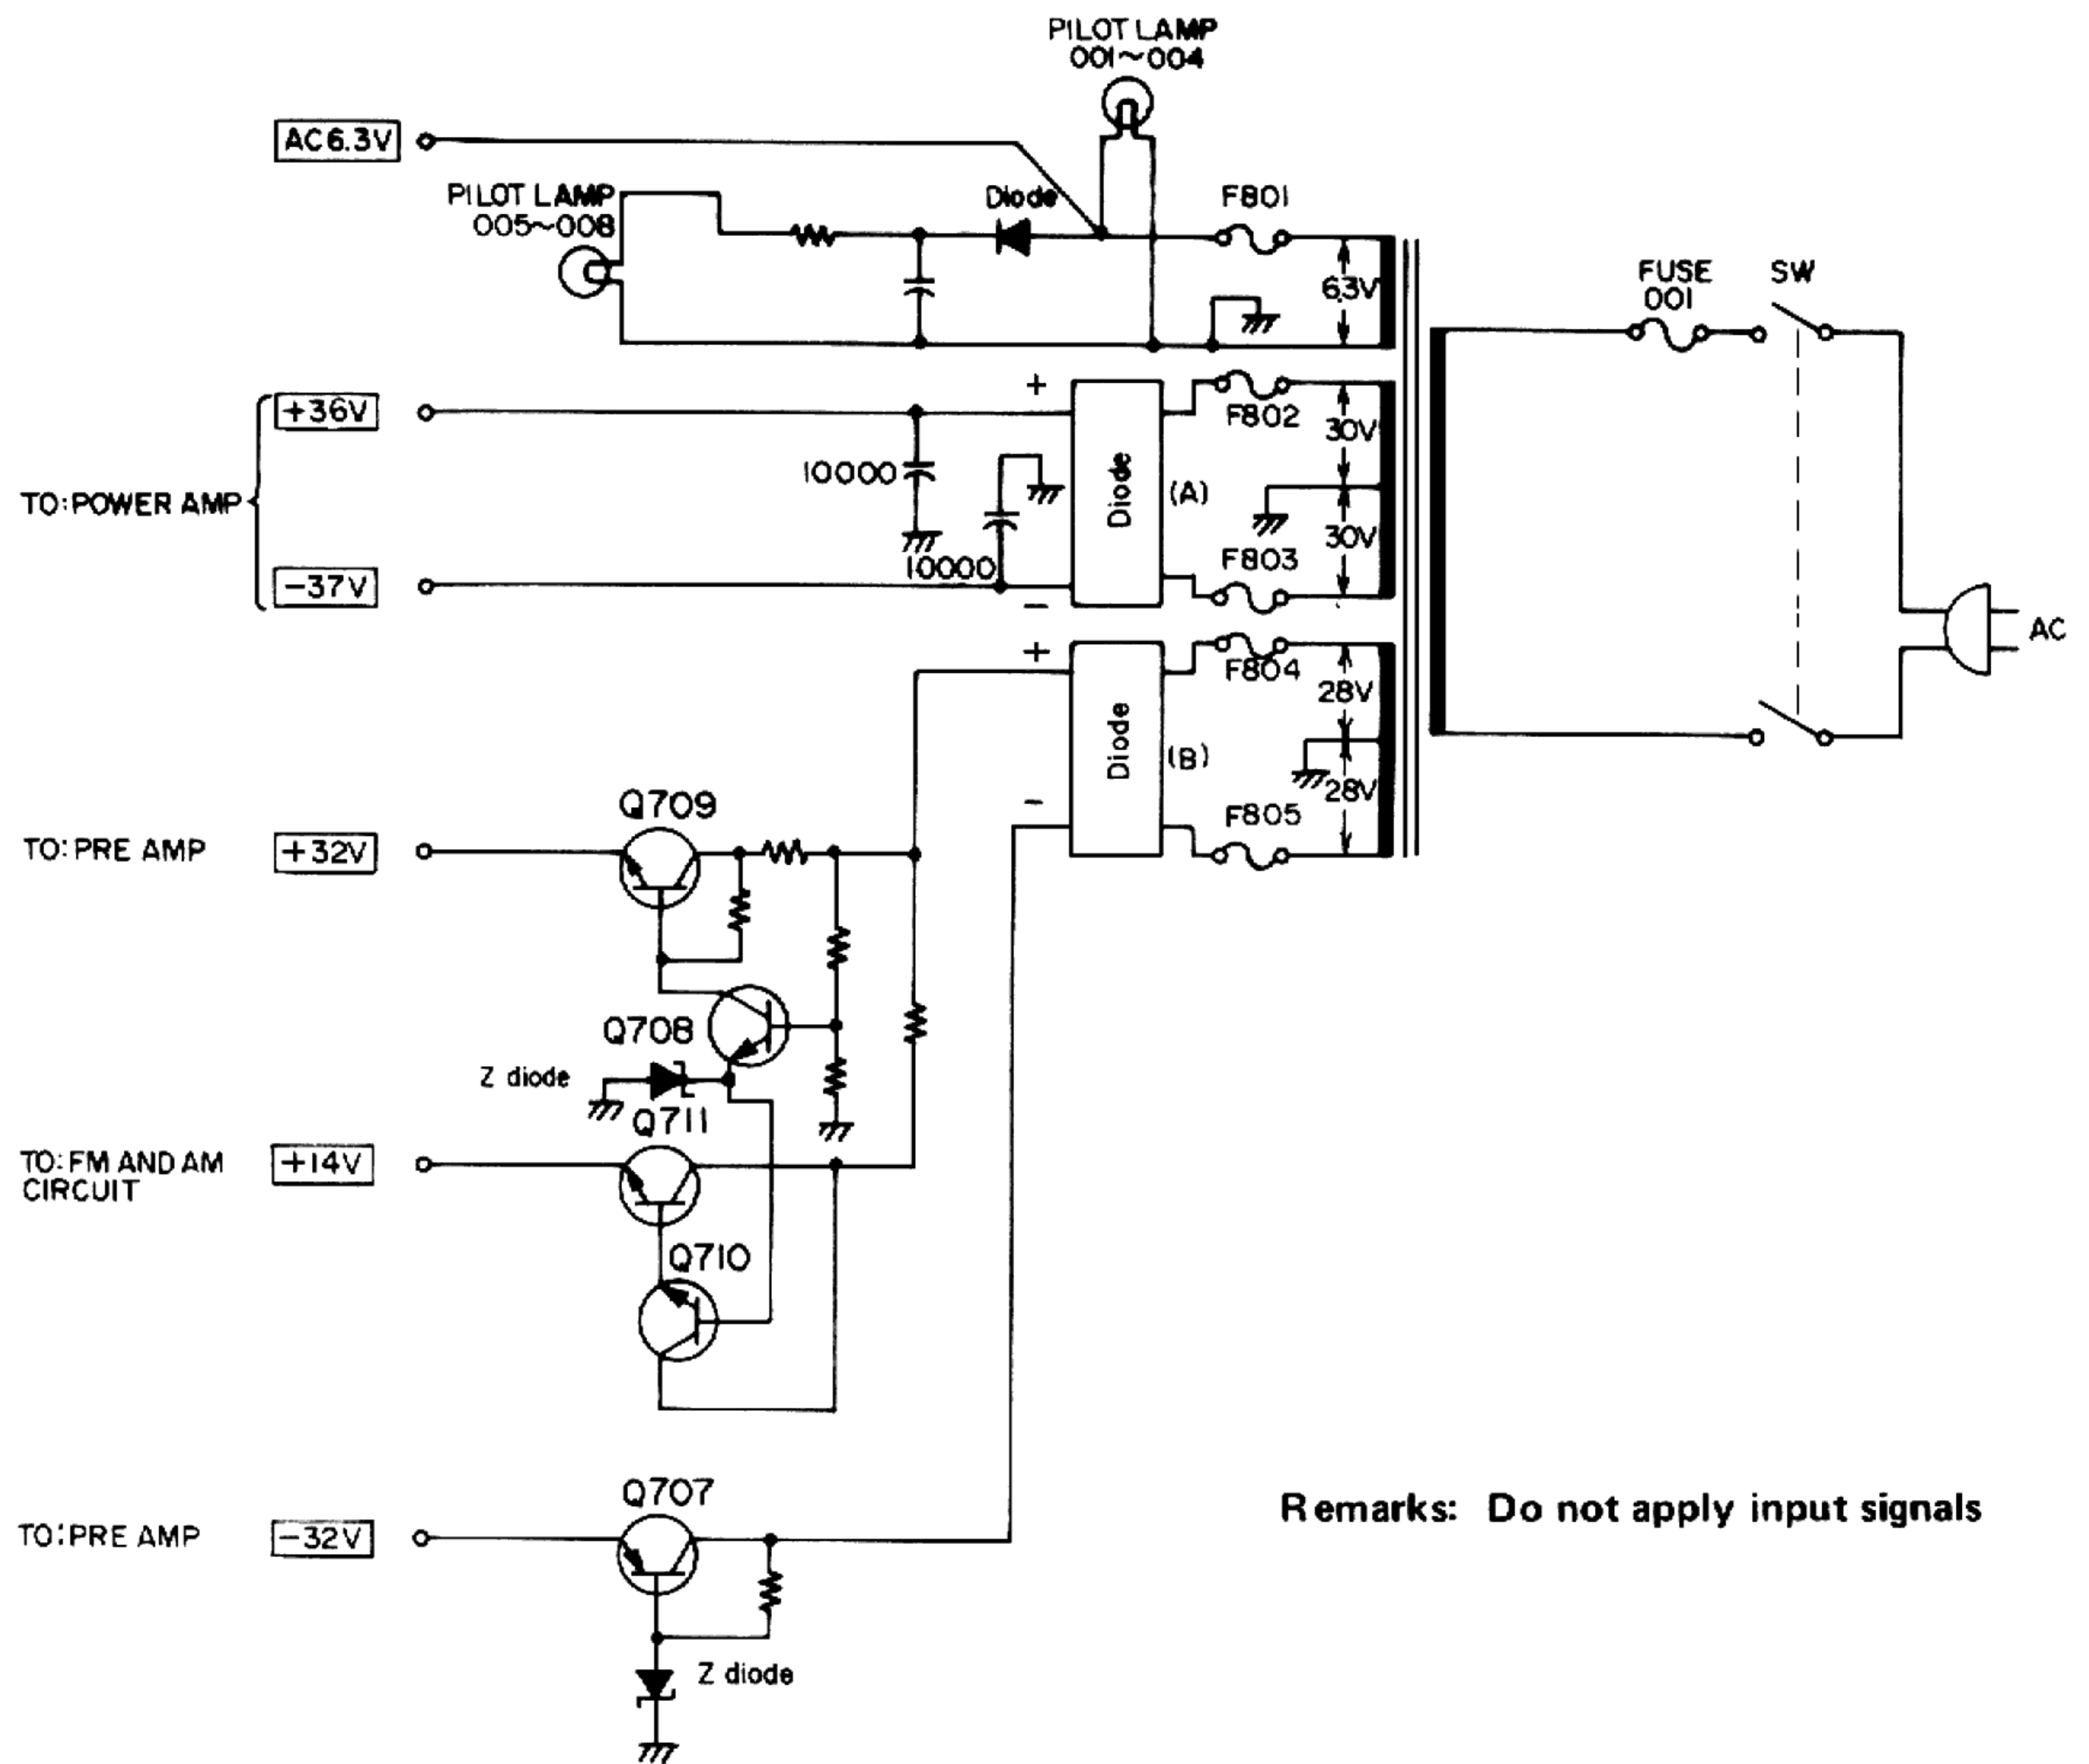 PILOT LAMP
001~004
AC6.3V
PILOT LAMP
005~008
Diode
F801
6.3V
FUSE
001
SW
+36V
+
F802
30V
10000
Diode
(A)
TO:POWER AMP
30V
F803
10000
-37V
-
AC
+
F804
28V
Diode
(B)
28V
-
F805
Q709
TO:PRE AMP
+32V
Q708
Z diode
Q711
TO:FM AND AM
CIRCUIT
+14V
Q710
Q707
TO:PRE AMP
-32V
Remarks: Do not apply input signals
Z diode